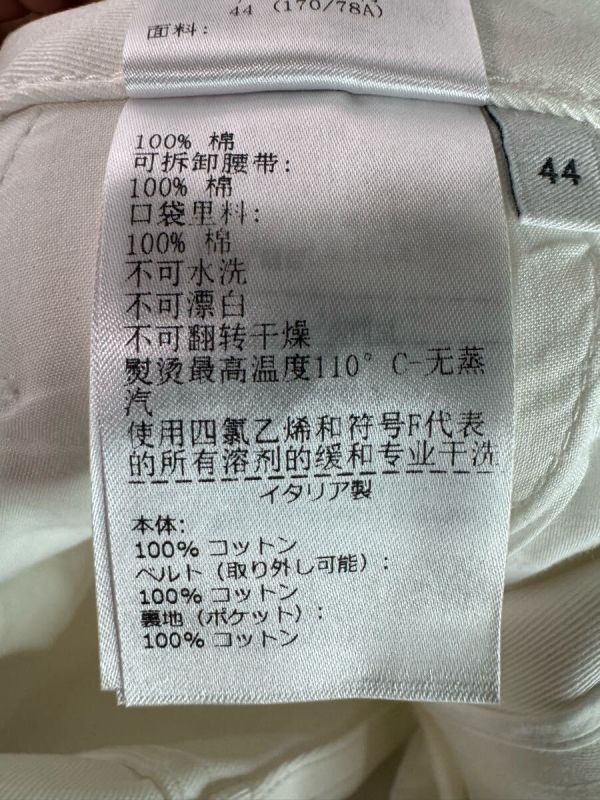 44 (170/78A)
面料:
100% 棉
可拆卸腰带:
100% 棉
口袋里料:
100% 棉
不可水洗
不可漂白
不可翻转干燥
熨烫最高温度110° C-无蒸
汽
使用四氯乙烯和符号F代表
的所有溶剂的缓和专业干洗
イタリア製
本体:
100% コットン
ベルト (取り外し可能) :
100% コットン
裏地 (ポケット) :
100% コットン
44